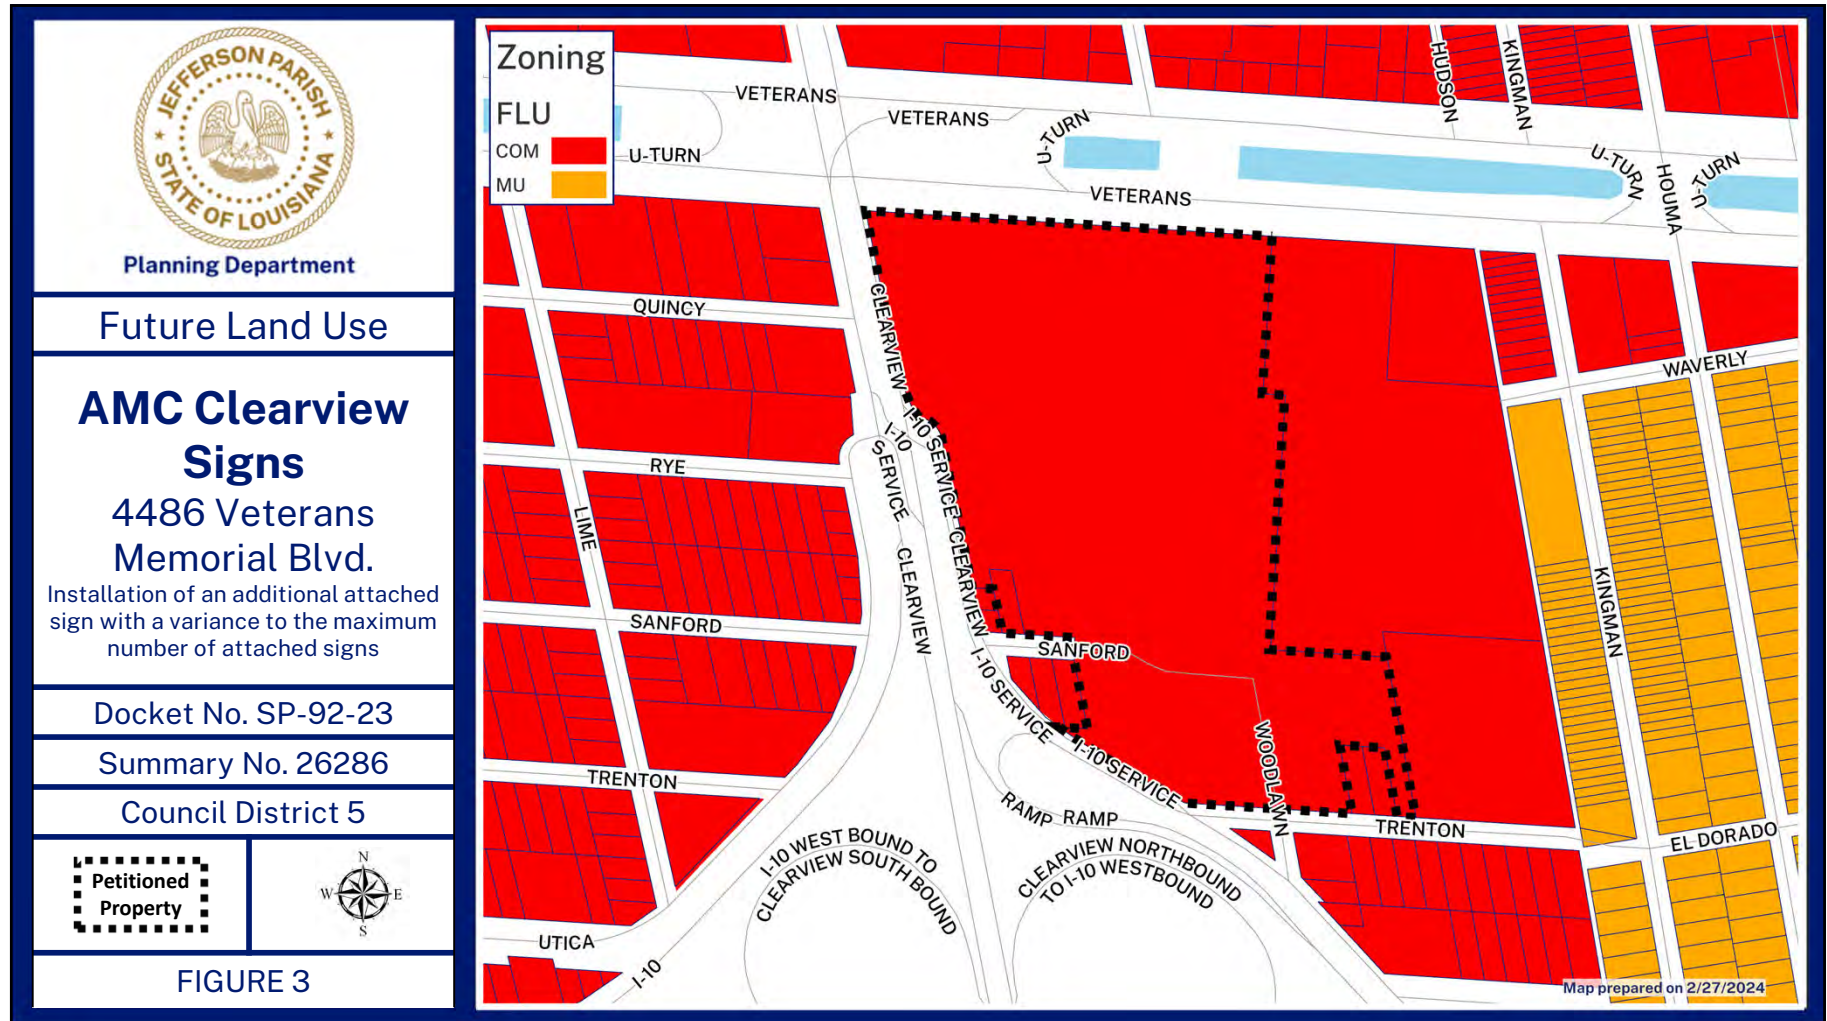 JEFFERSON PARISH
STATE OF LOUISIANA
Planning Department
Future Land Use
AMC Clearview
Signs
4486 Veterans
Memorial Blvd.
Installation of an additional attached
sign with a variance to the maximum
number of attached signs
Docket No. SP-92-23
Summary No. 26286
Council District 5
Petitioned
Property
N
W
E
S
FIGURE 3
Zoning
FLU
COM
MU
VETERANS
VETERANS
U-TURN
U-TURN
VETERANS
HUDSON
KINGMAN
U-TURN
HOUMA
U-TURN
QUINCY
CLEARVIEW
WAVERLY
I-10 SERVICE
I-10
SERVICE
RYE
LIME
CLEARVIEW
CLEARVIEW
KINGMAN
SANFORD
SANFORD
I-10 SERVICE
I-10 SERVICE
WOODLAWN
TRENTON
RAMP
RAMP
TRENTON
EL DORADO
I-10 WEST BOUND TO
CLEARVIEW SOUTH BOUND
CLEARVIEW NORTHBOUND
TO I-10 WESTBOUND
UTICA
I-10
Map prepared on 2/27/2024